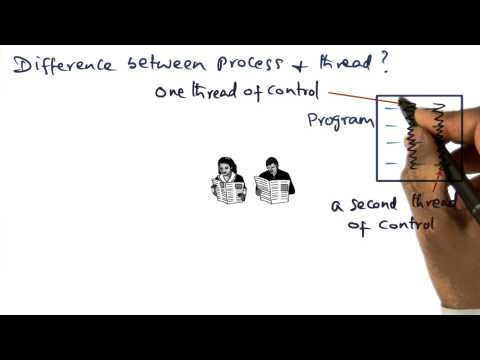 Difference between Process + thread?
One thread of control
Program
a second thread
of control